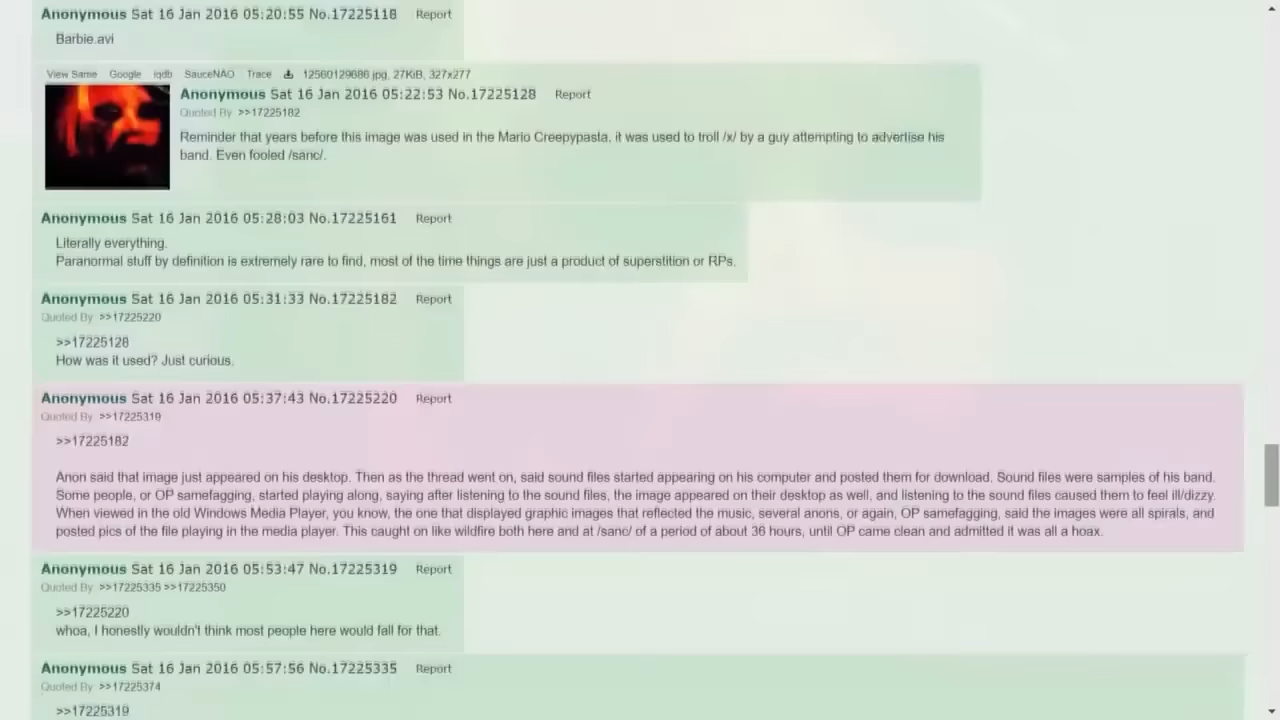 Anonymous Sat 16 Jan 2016 05:20:55 No.17225118 Report
Barbie.avi
View Same Google iqdb SauceNAO Trace 12560129686.jpg, 27KiB, 327x277
Anonymous Sat 16 Jan 2016 05:22:53 No.17225128 Report
Quoted By >>17225182
Reminder that years before this image was used in the Mario Creepypasta, it was used to troll /x/ by a guy attempting to advertise his
band. Even fooled /sanc/.
Anonymous Sat 16 Jan 2016 05:28:03 No.17225161 Report
Literally everything.
Paranormal stuff by definition is extremely rare to find, most of the time things are just a product of superstition or RPs.
Anonymous Sat 16 Jan 2016 05:31:33 No.17225182 Report
Quoted By >>17225220
>>17225128
How was it used? Just curious.
Anonymous Sat 16 Jan 2016 05:37:43 No.17225220 Report
Quoted By >>17225319
>>17225182
Anon said that image just appeared on his desktop. Then as the thread went on, said sound files started appearing on his computer and posted them for download. Sound files were samples of his band.
Some people, or OP samefagging, started playing along, saying after listening to the sound files, the image appeared on their desktop as well, and listening to the sound files caused them to feel ill/dizzy.
When viewed in the old Windows Media Player, you know, the one that displayed graphic images that reflected the music, several anons, or again, OP samefagging, said the images were all spirals, and
posted pics of the file playing in the media player. This caught on like wildfire both here and at /sanc/ of a period of about 36 hours, until OP came clean and admitted it was all a hoax.
Anonymous Sat 16 Jan 2016 05:53:47 No.17225319 Report
Quoted By >>17225335 >>17225350
>>17225220
whoa, I honestly wouldn't think most people here would fall for that.
Anonymous Sat 16 Jan 2016 05:57:56 No.17225335 Report
Quoted By >>17225374
>>17225319